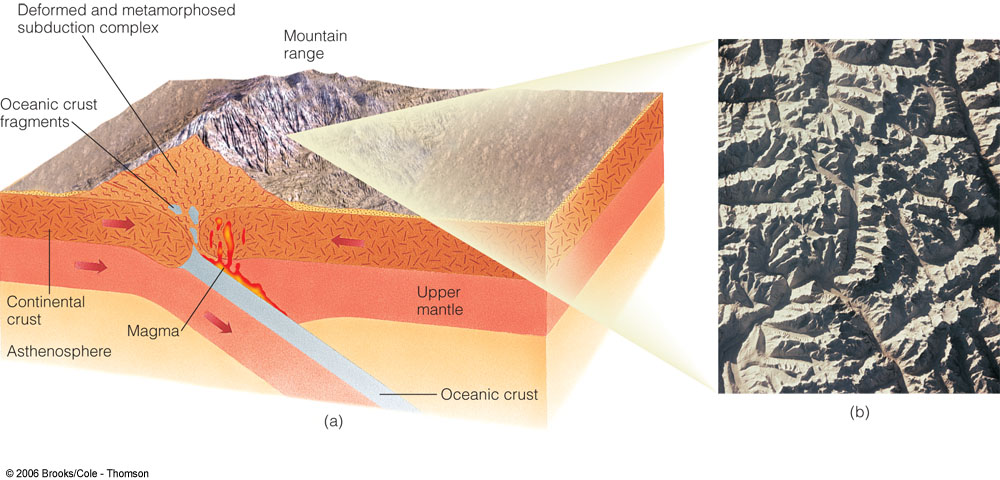 Deformed and metamorphosed
subduction complex
Mountain
range
Oceanic crust
fragments
Continental
crust
Magma
Upper
mantle
Asthenosphere
Oceanic crust
(a)
(b)
© 2006 Brooks/Cole - Thomson